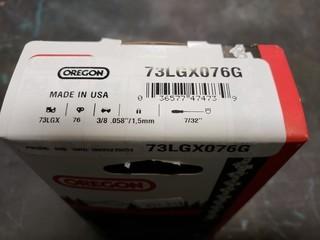 OREGON
73LGX076G
MADE IN USA
0 36577 47473 9
73LGX 76 3/8 .058"/1,5mm 7/32"
73LGX076G
OREGON